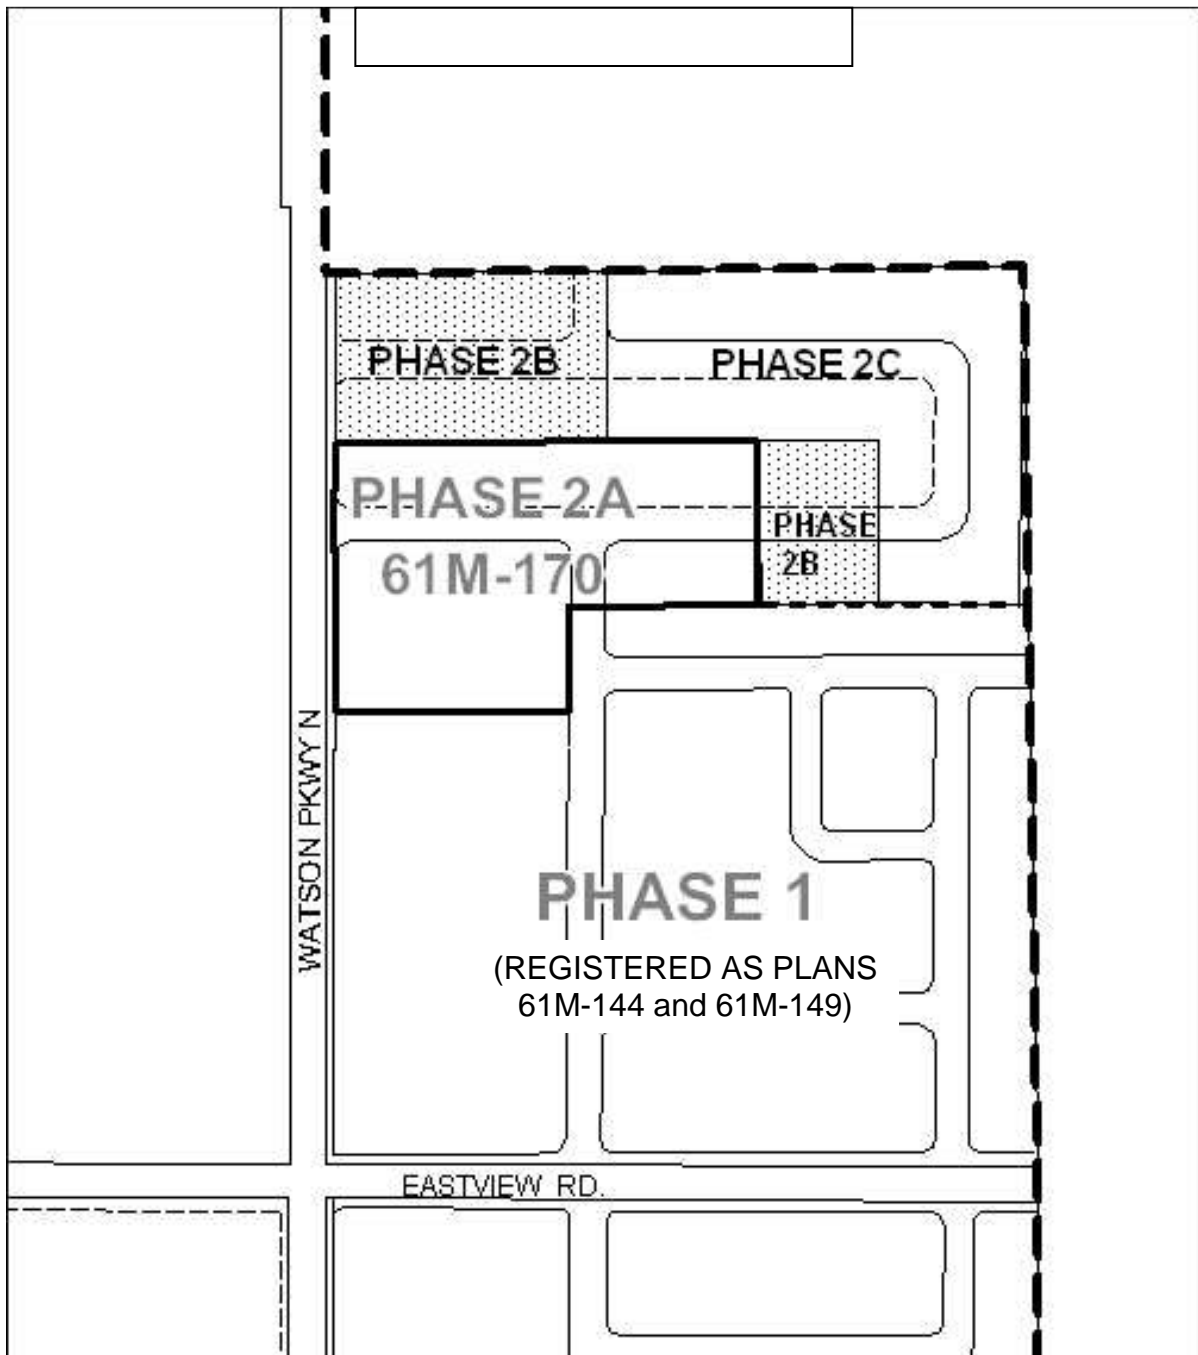 PHASE 2B
PHASE 2C
PHASE 2A
61M-170
PHASE
2B
WATSON PKWY N
PHASE 1
(REGISTERED AS PLANS
61M-144 and 61M-149)
EASTVIEW RD.